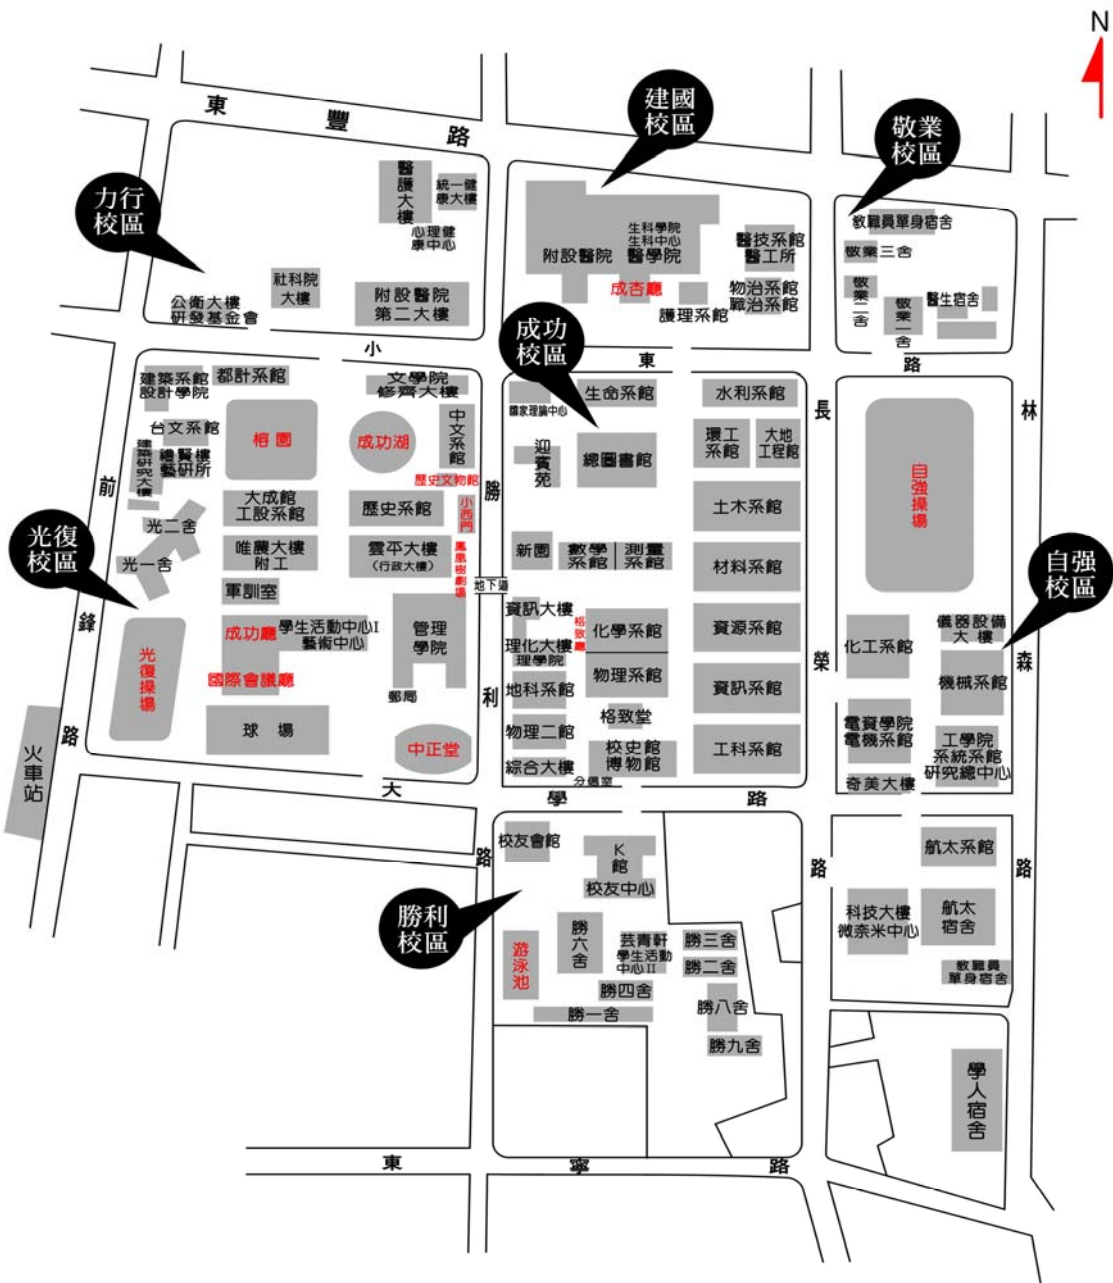 N
東豐路
建國
校區
敬業
校區
力行
校區
醫護大樓
統一健
康大樓
心理健
康中心
社科院
大樓
附設醫院
第二大樓
公衛大樓
研發基金會
生科學院
生科中心
附設醫院
醫學院
成杏廳
護理系館
醫技系館
醫工所
物治系館
職治系館
教職員單身宿舍
敬業三舍
敬業二舍
敬業一舍
醫生宿舍
小東路
成功
校區
建築系館
設計學院
都計系館
文學院
修齊大樓
台文系館
榕園
成功湖
中文系館
建築研究大樓
禮賢樓
藝研所
歷史文物館
大成館
工設系館
歷史系館
小西門
光二舍
光一舍
唯農大樓
附工
雲平大樓
(行政大樓)
鳳凰樹劇場
地下道
光復
校區
軍訓室
成功廳
學生活動中心I
藝術中心
管理
學院
光復操場
國際會議廳
郵局
球場
中正堂
前鋒路
火車站
勝利路
國家理論中心
生命系館
水利系館
迎賓苑
總圖書館
環工
系館
大地
工程館
土木系館
新園
數學
系館
測量
系館
材料系館
資訊大樓
格致廳
化學系館
資源系館
理化大樓
理學院
物理系館
地科系館
資訊系館
格致堂
物理二館
校史館
博物館
工科系館
綜合大樓
分遇室
長榮路
林森路
自強操場
自强
校區
化工系館
儀器設備
大樓
機械系館
電資學院
電機系館
工學院
系統系館
研究總中心
奇美大樓
大學路
校友會館
K
館
校友中心
勝利
校區
游泳池
勝六舍
芸青軒
學生活動
中心II
勝三舍
勝二舍
勝四舍
勝一舍
勝八舍
勝九舍
航太系館
科技大樓
微奈米中心
航太
宿舍
教職員
單身宿舍
學人宿舍
東寧路